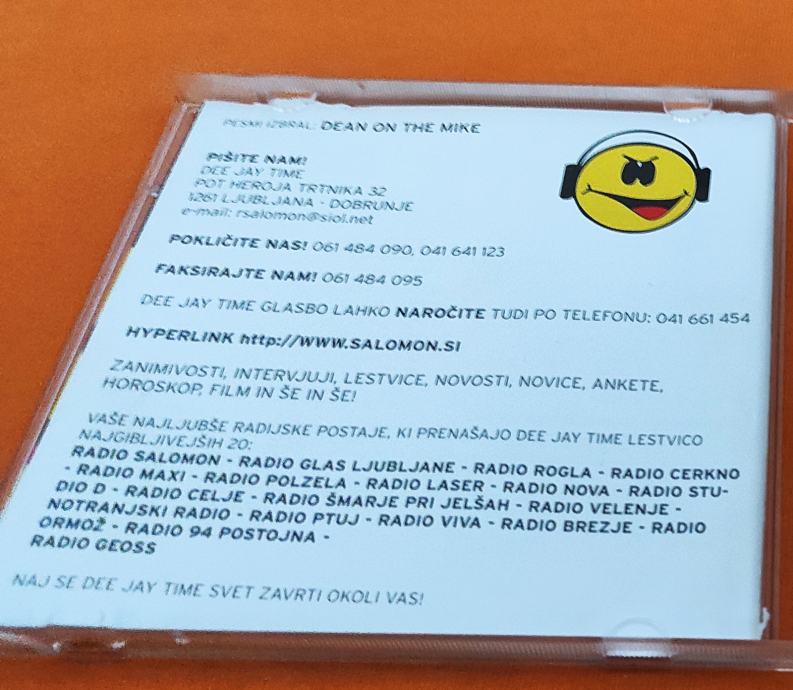 PESMI IZBRAL: DEAN ON THE MIKE
PIŠITE NAM!
DEE JAY TIME
POT HEROJA TRTNIKA 32
1261 LJUBLJANA - DOBRUNJE
e-mail: rsalomon@siol.net
POKLIČITE NAS! 061 484 090, 041 641 123
FAKSIRAJTE NAM! 061 484 095
DEE JAY TIME GLASBO LAHKO NAROČITE TUDI PO TELEFONU: 041 661 454
HYPERLINK http://WWW.SALOMON.SI
ZANIMIVOSTI, INTERVJUJI, LESTVICE, NOVOSTI, NOVICE, ANKETE,
HOROSKOP, FILM IN ŠE IN ŠE!
VAŠE NAJLJUBŠE RADIJSKE POSTAJE, KI PRENAŠAJO DEE JAY TIME LESTVICO
NAJGIBLJIVEJŠIH 20:
RADIO SALOMON - RADIO GLAS LJUBLJANE - RADIO ROGLA - RADIO CERKNO
- RADIO MAXI - RADIO POLZELA - RADIO LASER - RADIO NOVA - RADIO STU-
DIO D - RADIO CELJE - RADIO ŠMARJE PRI JELŠAH - RADIO VELENJE -
NOTRANJSKI RADIO - RADIO PTUJ - RADIO VIVA - RADIO BREZJE - RADIO
ORMOŽ - RADIO 94 POSTOJNA -
RADIO GEOSS
NAJ SE DEE JAY TIME SVET ZAVRTI OKOLI VAS!